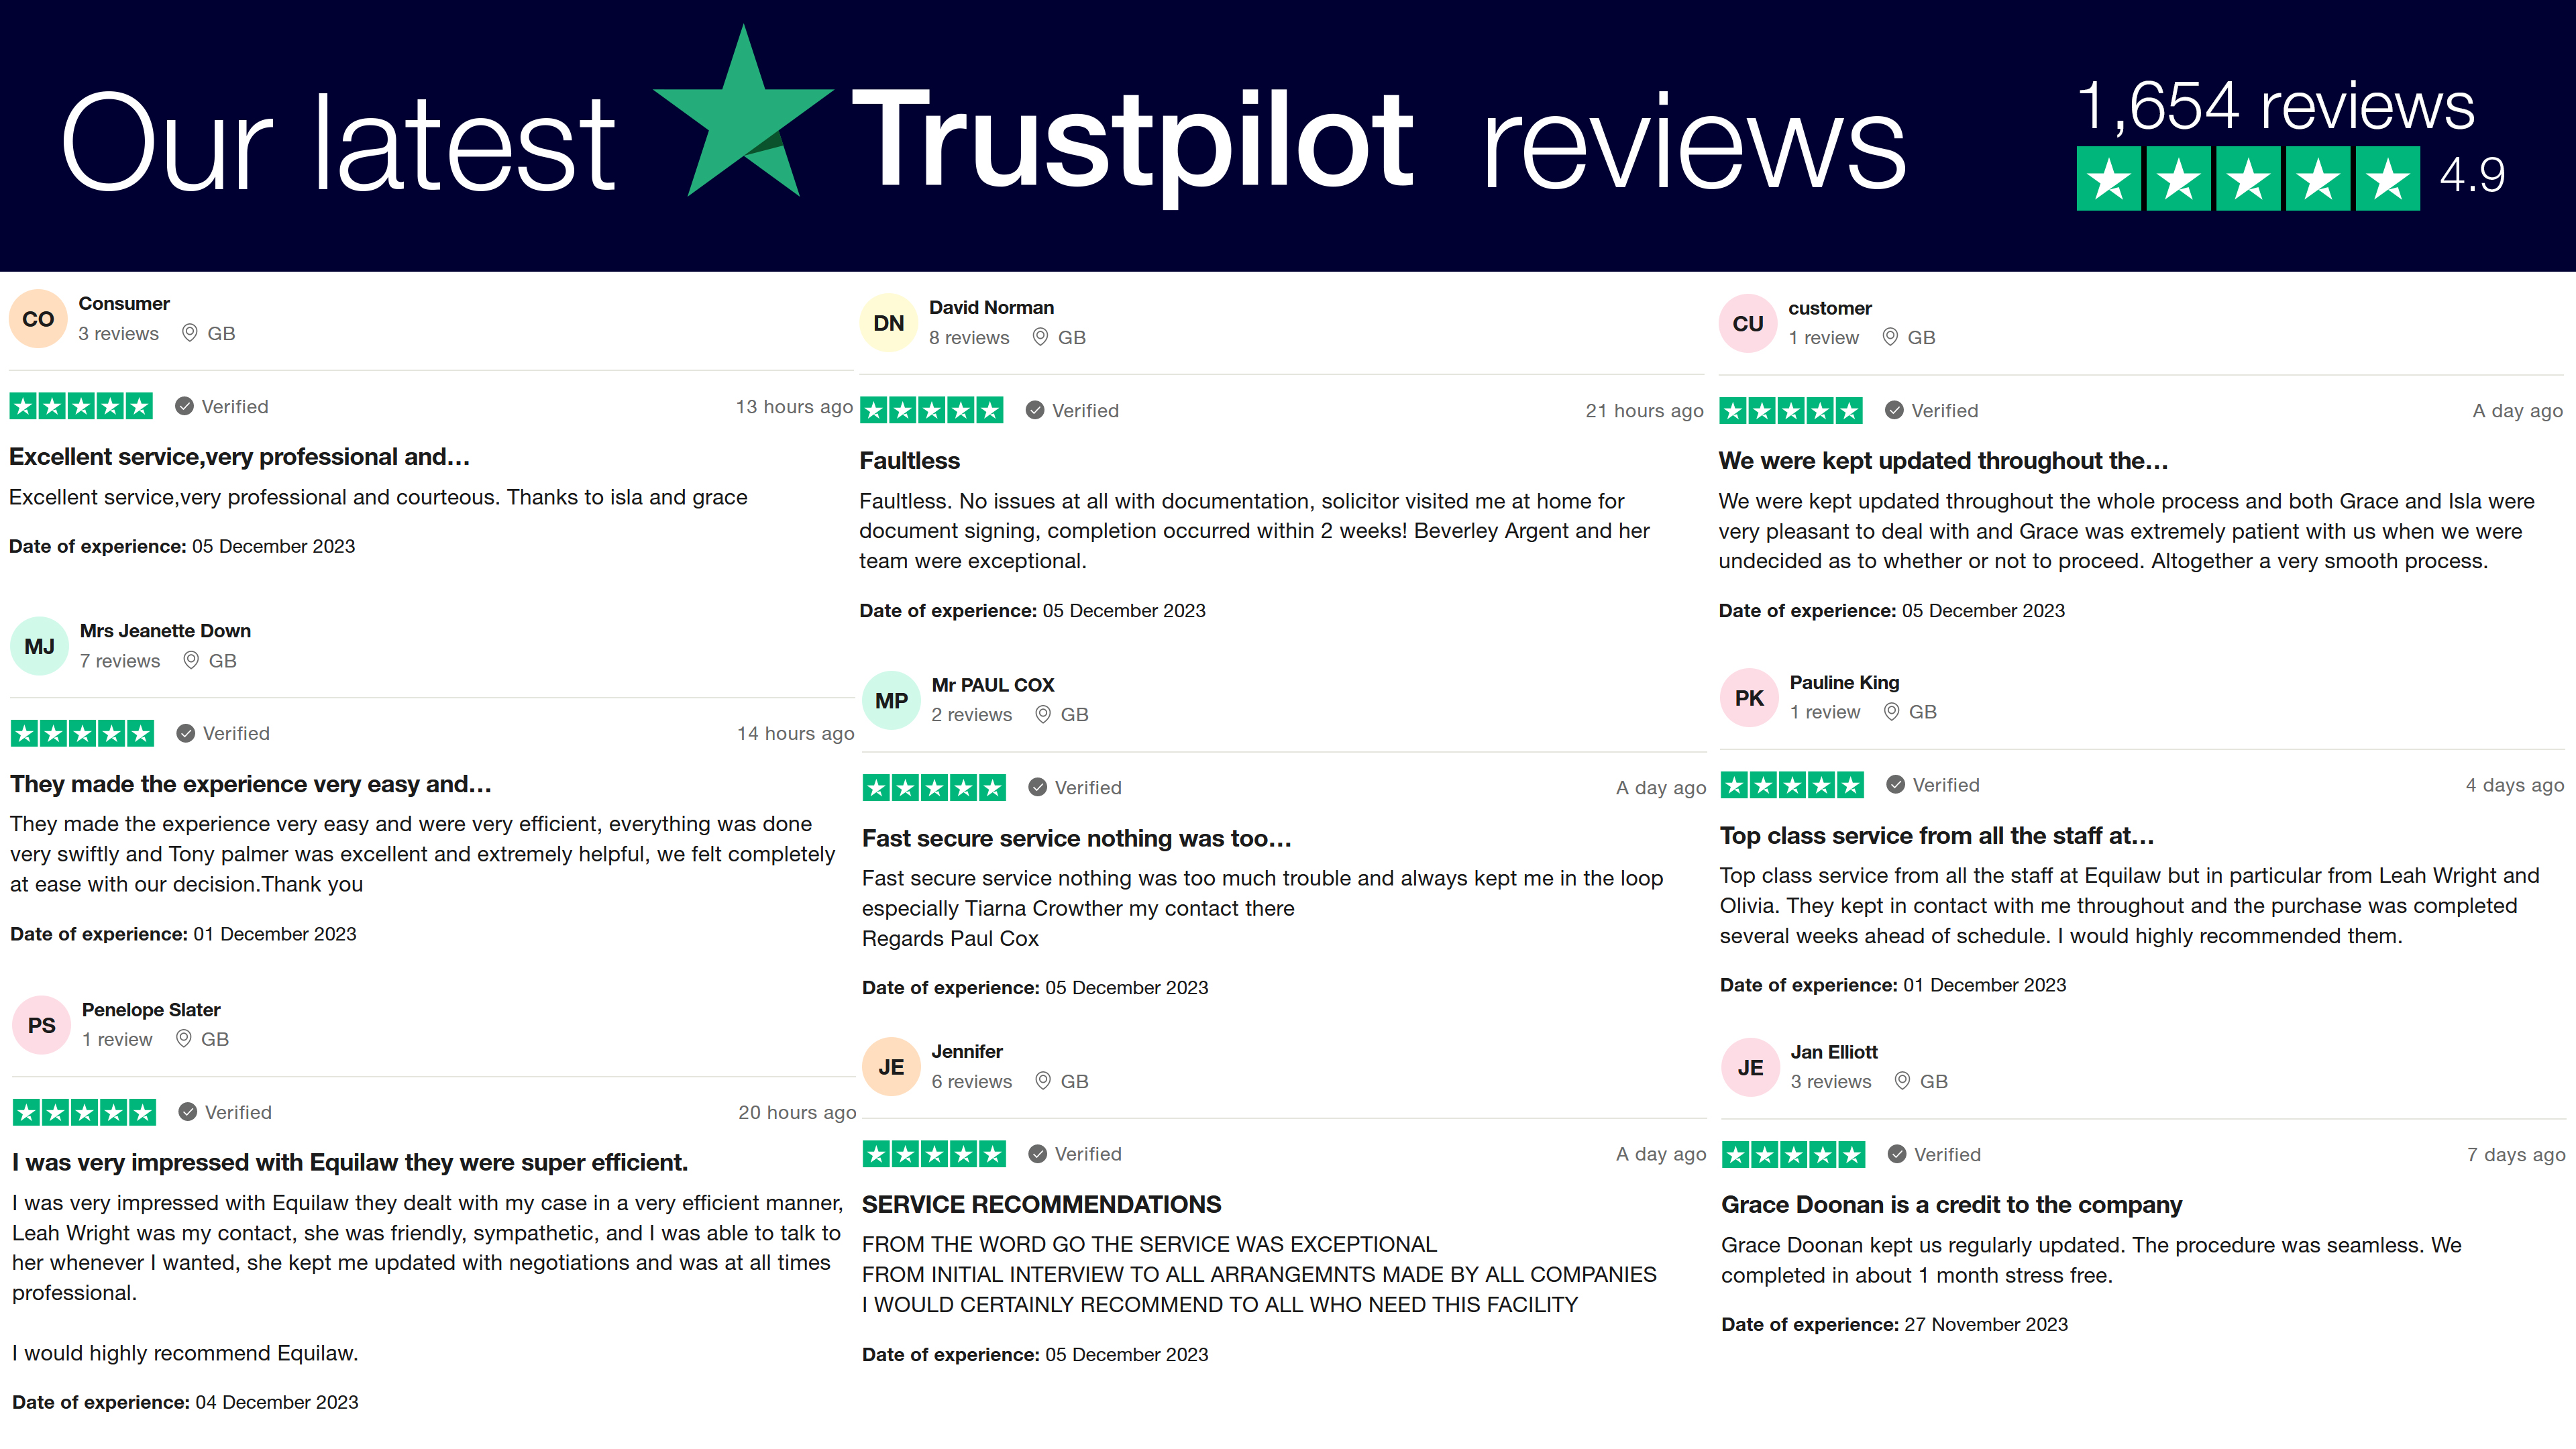 Our latest Trustpilot reviews
1,654 reviews
4.9
CO
Consumer
3 reviews GB
Verified 13 hours ago
Excellent service,very professional and...
Excellent service,very professional and courteous. Thanks to isla and grace
Date of experience: 05 December 2023
MJ
Mrs Jeanette Down
7 reviews GB
Verified 14 hours ago
They made the experience very easy and...
They made the experience very easy and were very efficient, everything was done
very swiftly and Tony palmer was excellent and extremely helpful, we felt completely
at ease with our decision.Thank you
Date of experience: 01 December 2023
PS
Penelope Slater
1 review GB
Verified 20 hours ago
I was very impressed with Equilaw they were super efficient.
I was very impressed with Equilaw they dealt with my case in a very efficient manner,
Leah Wright was my contact, she was friendly, sympathetic, and I was able to talk to
her whenever I wanted, she kept me updated with negotiations and was at all times
professional.
I would highly recommend Equilaw.
Date of experience: 04 December 2023
DN
David Norman
8 reviews GB
Verified 21 hours ago
Faultless
Faultless. No issues at all with documentation, solicitor visited me at home for
document signing, completion occurred within 2 weeks! Beverley Argent and her
team were exceptional.
Date of experience: 05 December 2023
MP
Mr PAUL COX
2 reviews GB
Verified A day ago
Fast secure service nothing was too...
Fast secure service nothing was too much trouble and always kept me in the loop
especially Tiarna Crowther my contact there
Regards Paul Cox
Date of experience: 05 December 2023
JE
Jennifer
6 reviews GB
Verified A day ago
SERVICE RECOMMENDATIONS
FROM THE WORD GO THE SERVICE WAS EXCEPTIONAL
FROM INITIAL INTERVIEW TO ALL ARRANGEMNTS MADE BY ALL COMPANIES
I WOULD CERTAINLY RECOMMEND TO ALL WHO NEED THIS FACILITY
Date of experience: 05 December 2023
CU
customer
1 review GB
Verified A day ago
We were kept updated throughout the...
We were kept updated throughout the whole process and both Grace and Isla were
very pleasant to deal with and Grace was extremely patient with us when we were
undecided as to whether or not to proceed. Altogether a very smooth process.
Date of experience: 05 December 2023
PK
Pauline King
1 review GB
Verified 4 days ago
Top class service from all the staff at...
Top class service from all the staff at Equilaw but in particular from Leah Wright and
Olivia. They kept in contact with me throughout and the purchase was completed
several weeks ahead of schedule. I would highly recommended them.
Date of experience: 01 December 2023
JE
Jan Elliott
3 reviews GB
Verified 7 days ago
Grace Doonan is a credit to the company
Grace Doonan kept us regularly updated. The procedure was seamless. We
completed in about 1 month stress free.
Date of experience: 27 November 2023